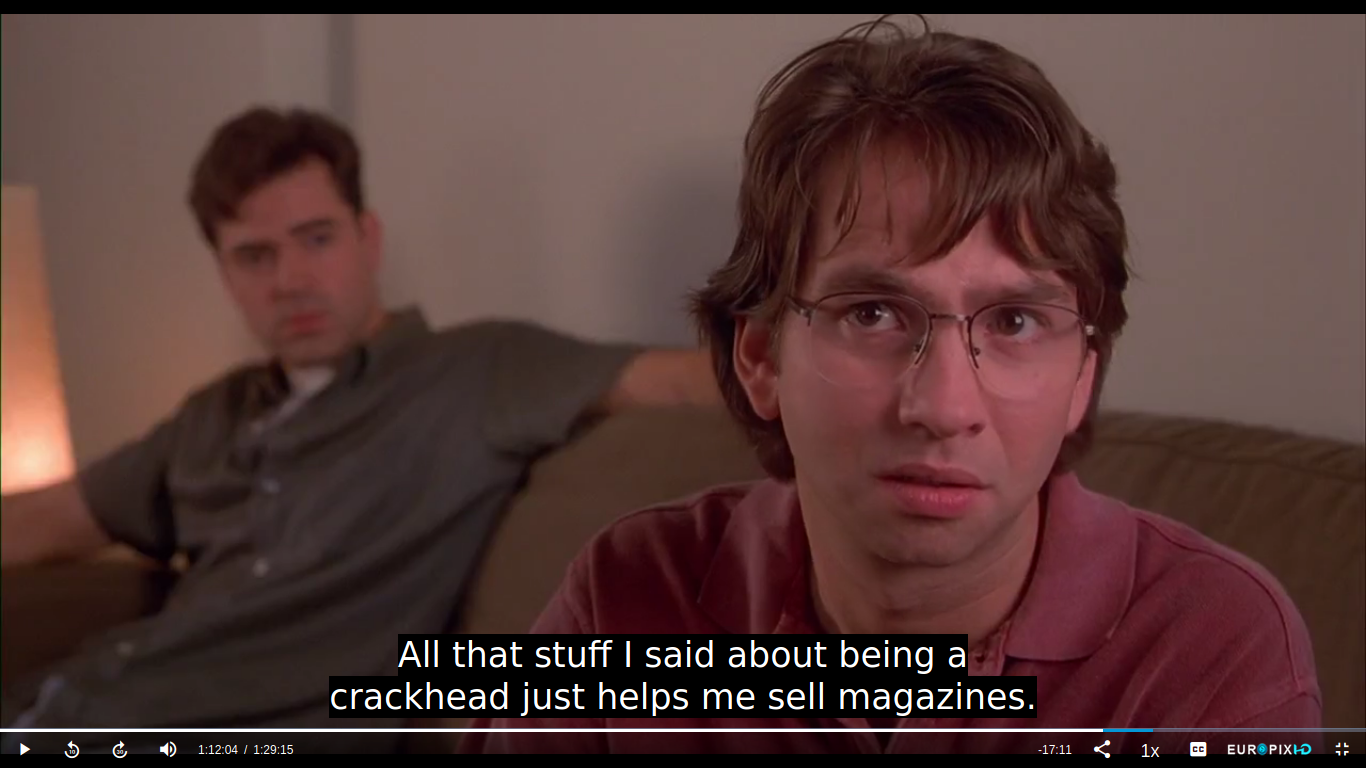 All that stuff I said about being a
crackhead just helps me sell magazines.
10
30
1:12:04 / 1:29:15
-17:11
1x
CC
EUROPIXHD